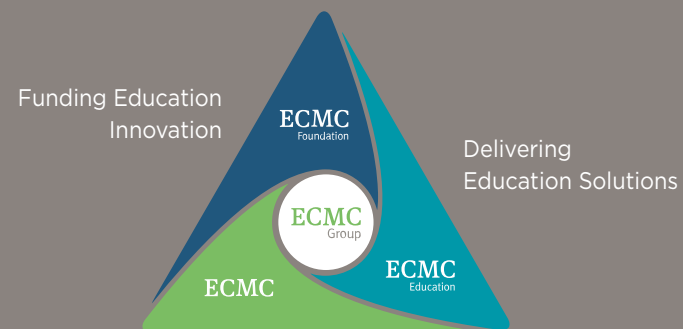 Funding Education
Innovation
ECMC
Foundation
Delivering
Education Solutions
ECMC
Group
ECMC
Education
ECMC